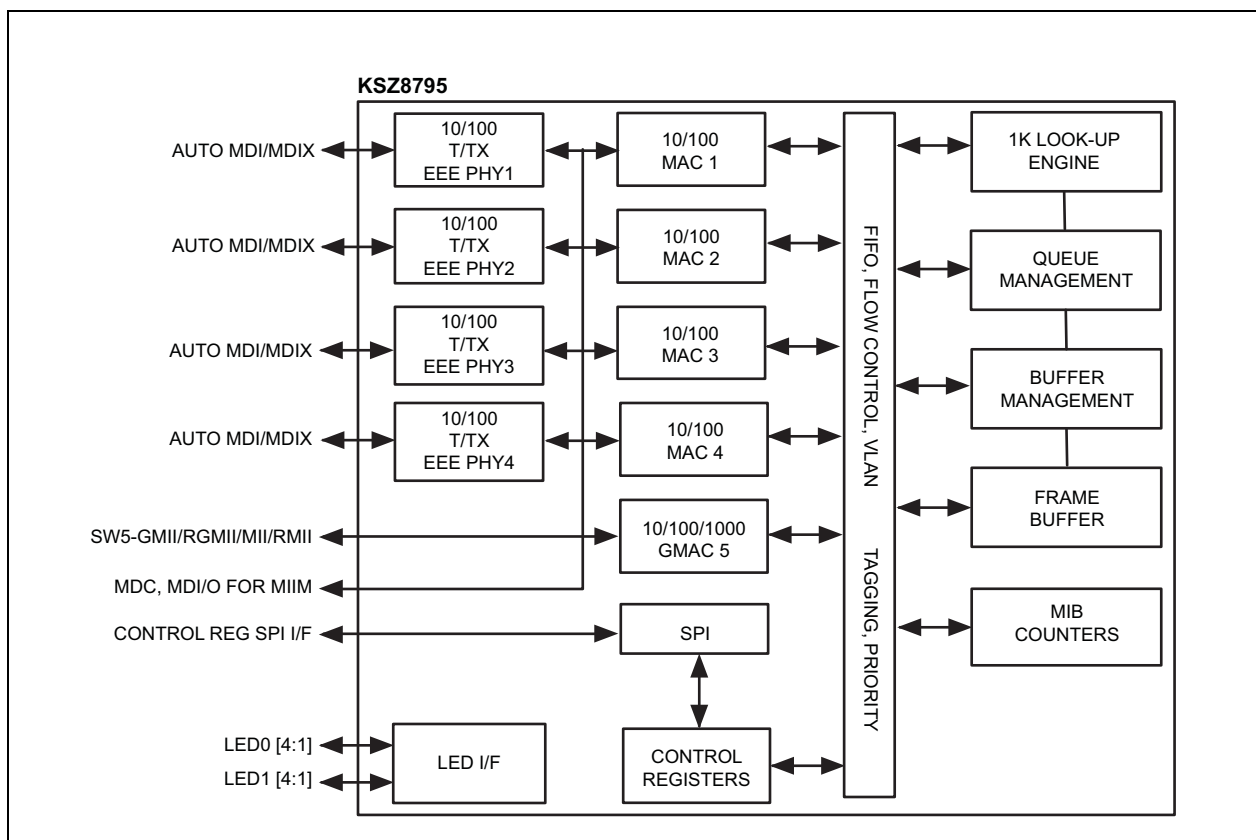 KSZ8795
AUTO MDI/MDIX
10/100
T/TX
EEE PHY1
10/100
MAC 1
1K LOOK-UP
ENGINE
AUTO MDI/MDIX
10/100
T/TX
EEE PHY2
10/100
MAC 2
QUEUE
MANAGEMENT
AUTO MDI/MDIX
10/100
T/TX
EEE PHY3
10/100
MAC 3
BUFFER
MANAGEMENT
AUTO MDI/MDIX
10/100
T/TX
EEE PHY4
10/100
MAC 4
FRAME
BUFFER
FIFO, FLOW CONTROL, VLAN TAGGING, PRIORITY
SW5-GMII/RGMII/MII/RMII
10/100/1000
GMAC 5
MDC, MDI/O FOR MIIM
CONTROL REG SPI I/F
SPI
MIB
COUNTERS
LED0 [4:1]
LED1 [4:1]
LED I/F
CONTROL
REGISTERS